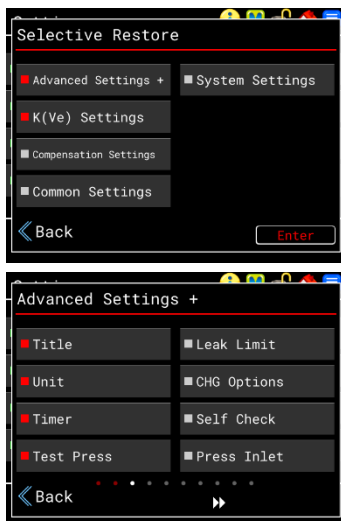 Selective Restore
Advanced Settings +
System Settings
K(Ve) Settings
Compensation Settings
Common Settings
Back
Enter
Advanced Settings +
Title
Leak Limit
Unit
CHG Options
Timer
Self Check
Test Press
Press Inlet
Back